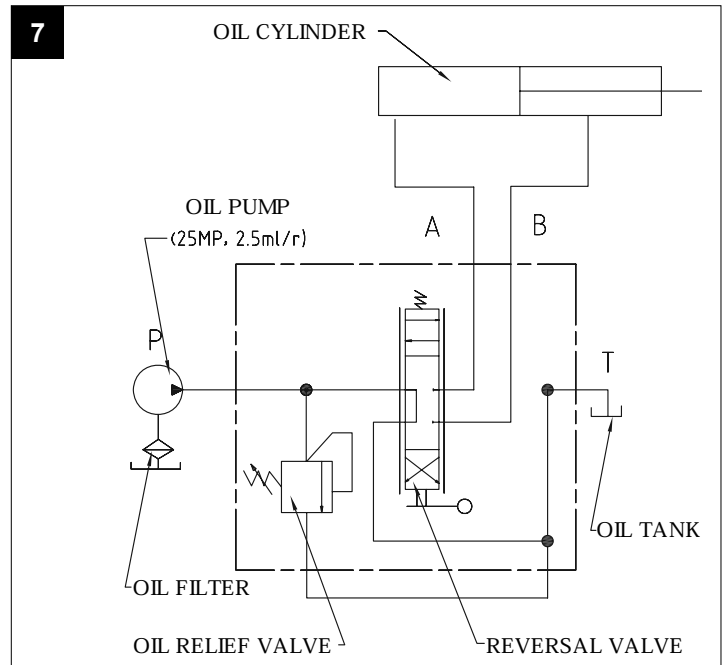 7
OIL CYLINDER
OIL PUMP
(25MP, 2.5ml/r)
A
B
P
T
OIL TANK
OIL FILTER
OIL RELIEF VALVE
REVERSAL VALVE